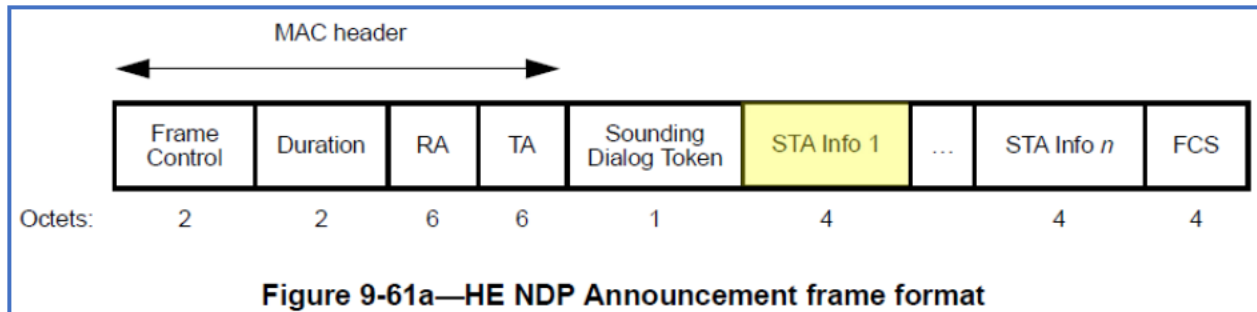 MAC header
Frame Control
Duration
RA
TA
Sounding Dialog Token
STA Info 1
...
STA Info n
FCS
Octets: 2 2 6 6 1 4 4 4
Figure 9-61a—HE NDP Announcement frame format